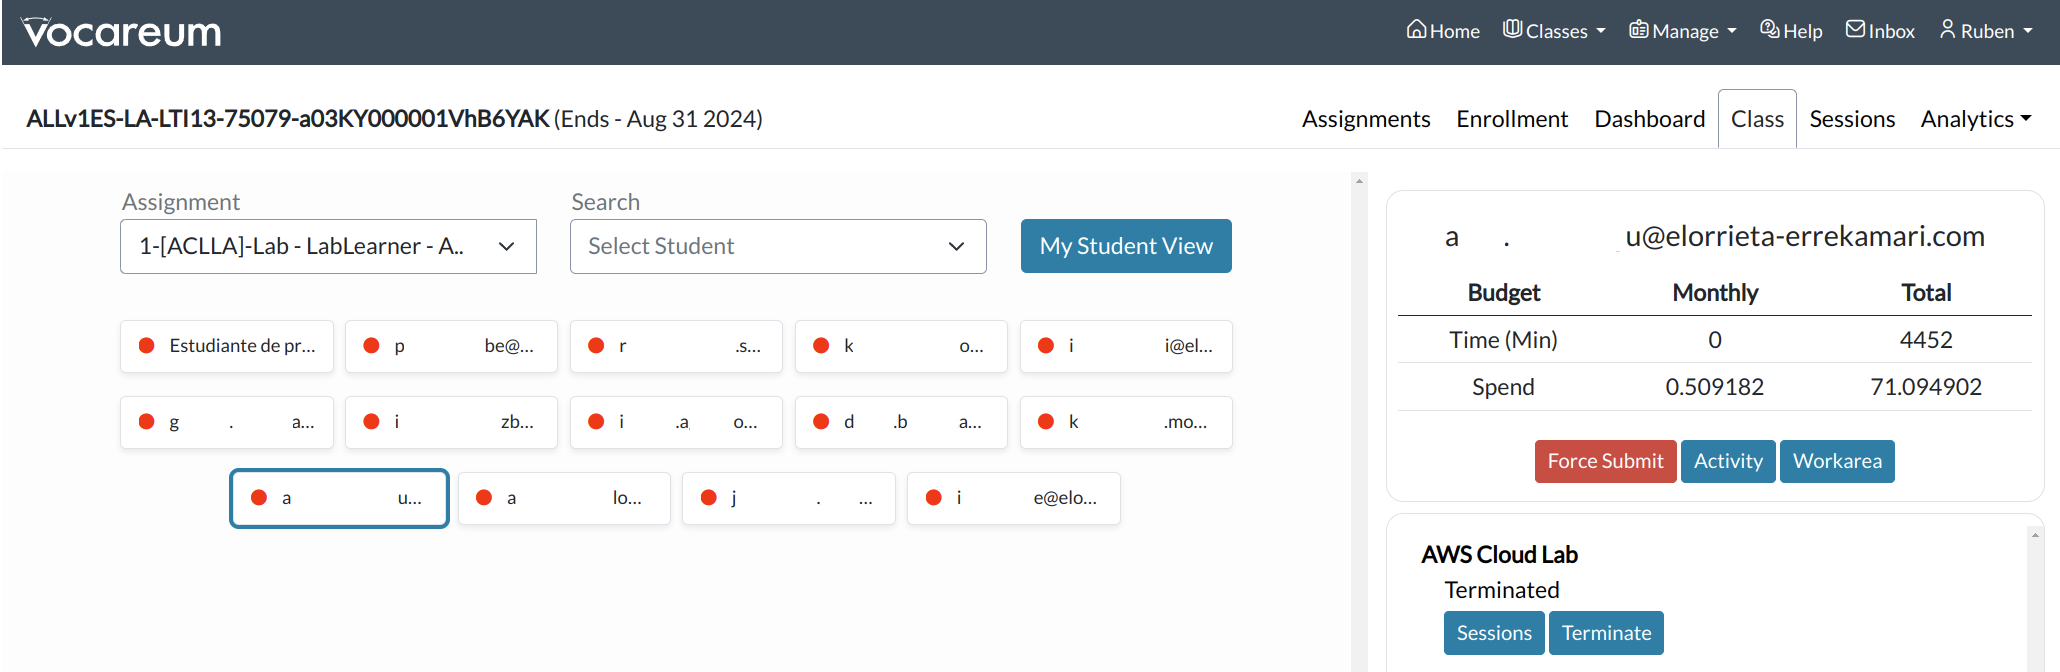 Vocareum
Home Classes Manage Help Inbox Ruben
ALLv1ES-LA-LTI13-75079-a03KY000001VhB6YAK (Ends - Aug 31 2024)
Assignments Enrollment Dashboard Class Sessions Analytics
Assignment Search
1-[ACLLA]-Lab - LabLearner - A.. Select Student My Student View
Estudiante de pr... p be@... r .s... k o... i i@el...
g . a... i zb... i .a o... d .b a... k .mo...
a u... a lo... j . ... i e@elo...
a . u@elorrieta-errekamari.com
Budget Monthly Total
Time (Min) 0 4452
Spend 0.509182 71.094902
Force Submit Activity Workarea
AWS Cloud Lab
Terminated
Sessions Terminate